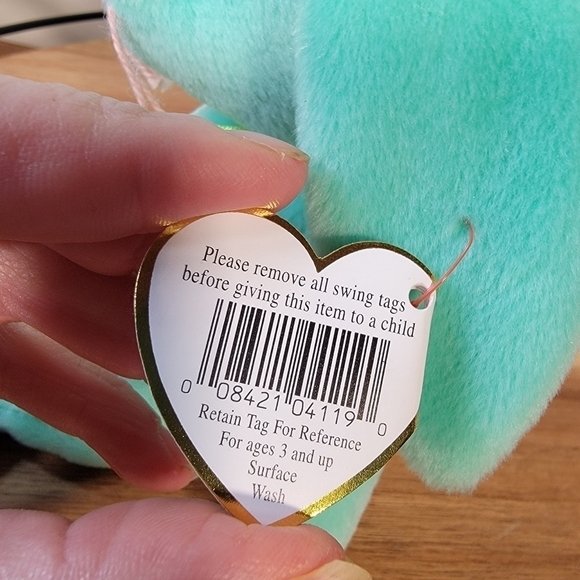 Please remove all swing tags
before giving this item to a child
0 08421 04119 0
Retain Tag For Reference
For ages 3 and up
Surface
Wash